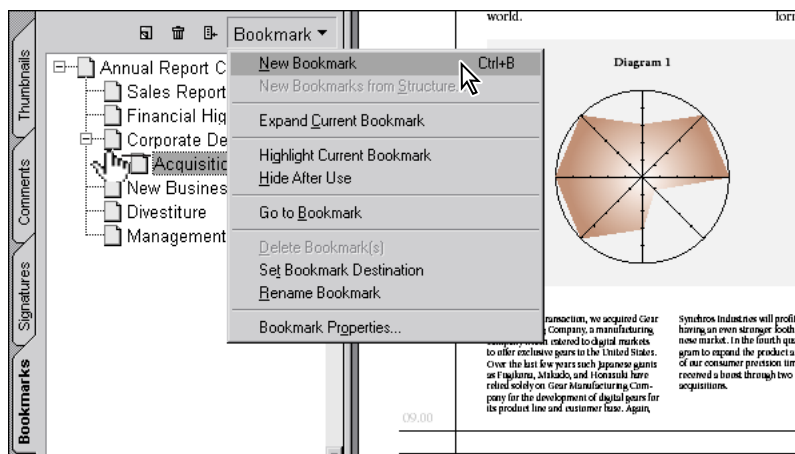 Thumbnails
Comments
Signatures
Bookmarks
Bookmark
Annual Report C
Sales Report
Financial Hig
Corporate De
Acquisitio
New Busines
Divestiture
Management
New Bookmark Ctrl+B
New Bookmarks from Structure
Expand Current Bookmark
Highlight Current Bookmark
Hide After Use
Go to Bookmark
Delete Bookmark(s)
Set Bookmark Destination
Rename Bookmark
Bookmark Properties...
world.
Diagram 1
ransaction, we acquired Gear
Company, a manufacturing
catered to digital markets
to offer exclusive gears to the United States.
Over the last few years such Japanese giants
as Fugikora, Makudo, and Honasuki have
relied solely on Gear Manufacturing Com-
pany for the development of digital gears for
its product line and customer base. Again,
Synchros Industries will profit
having an even stronger footh
nese market. In the fourth qua
gram to expand the product a
of our consumer precision tim
received a boost through two
acquisitions.
09.00